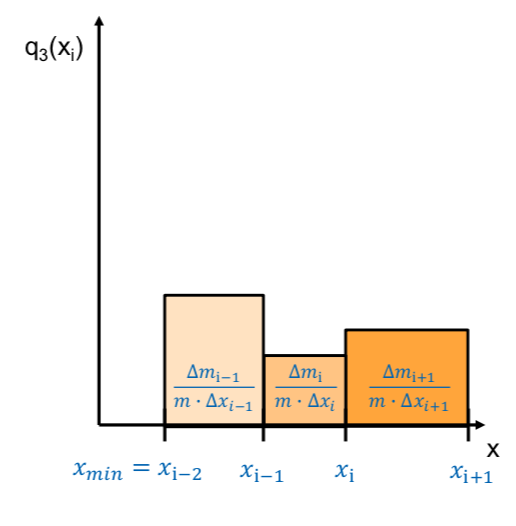 q₃(xᵢ)
Δmᵢ₋₁ / m · Δxᵢ₋₁
Δmᵢ / m · Δxᵢ
Δmᵢ₊₁ / m · Δxᵢ₊₁
x
xₘᵢₙ = xᵢ₋₂
xᵢ₋₁
xᵢ
xᵢ₊₁